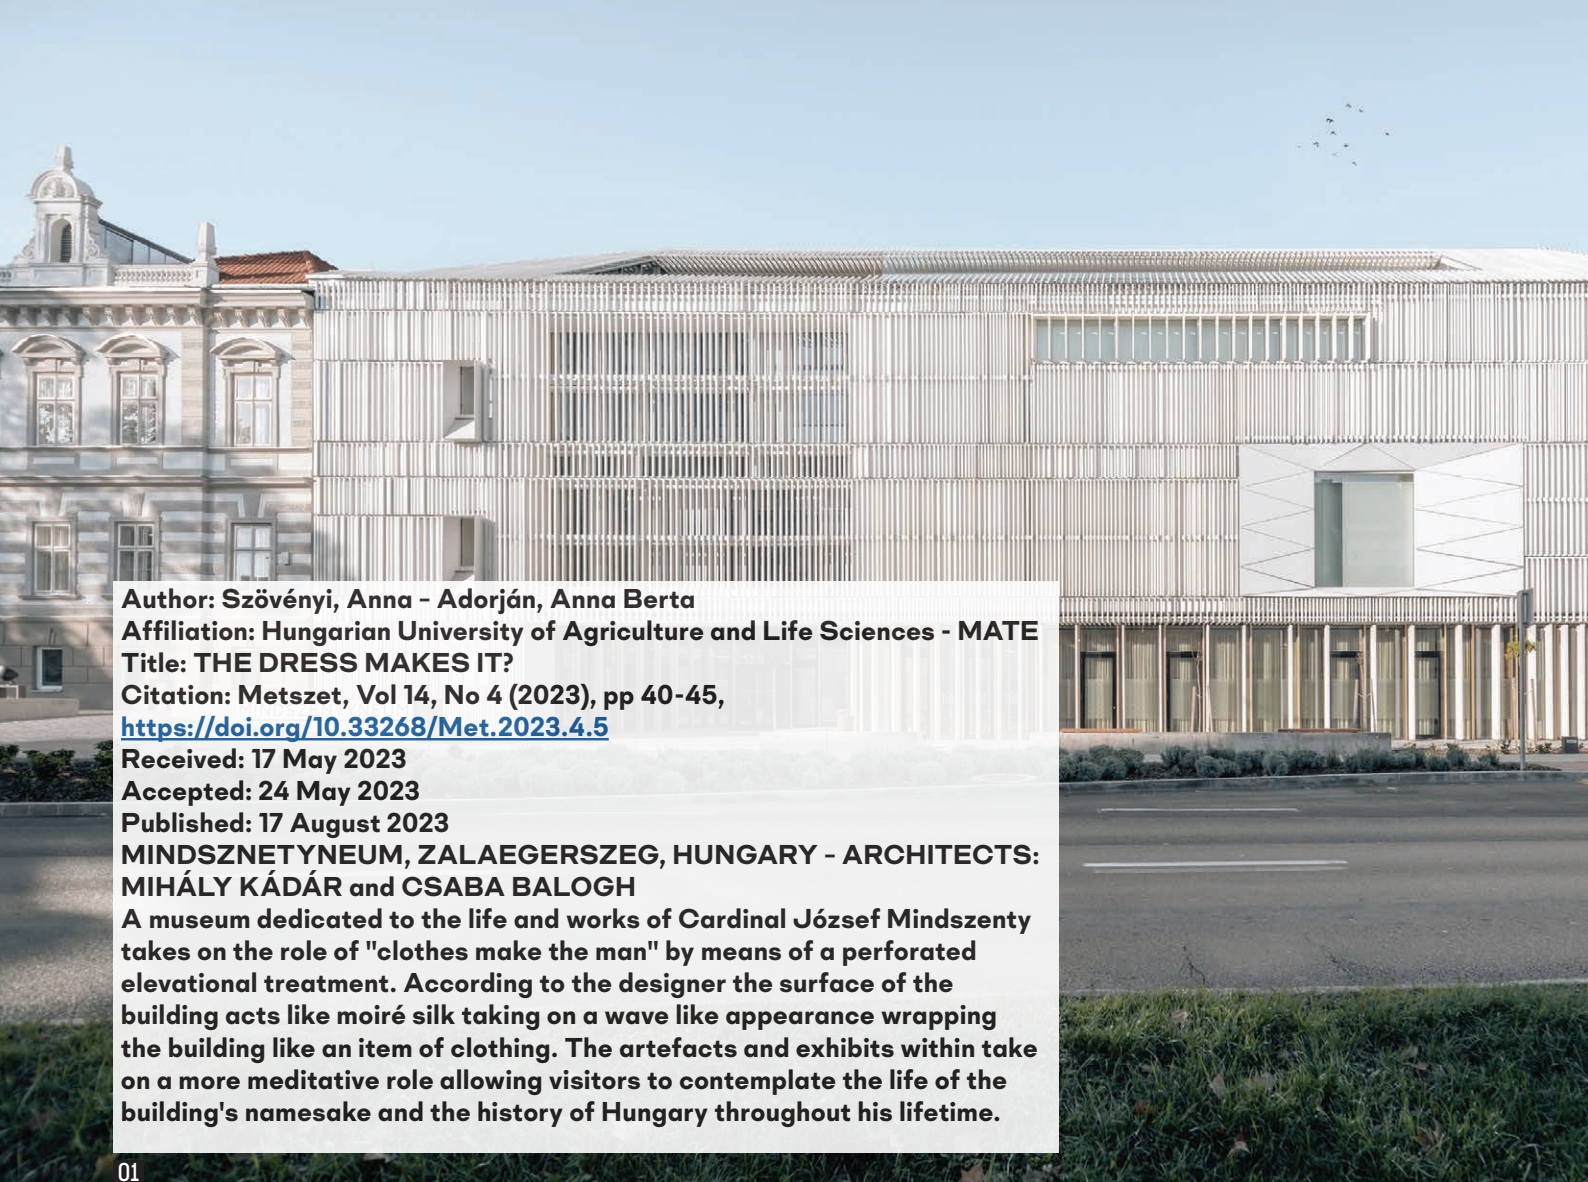 Author: Szövényi, Anna – Adorján, Anna Berta
Affiliation: Hungarian University of Agriculture and Life Sciences - MATE
Title: THE DRESS MAKES IT?
Citation: Metszet, Vol 14, No 4 (2023), pp 40-45,
https://doi.org/10.33268/Met.2023.4.5
Received: 17 May 2023
Accepted: 24 May 2023
Published: 17 August 2023
MINDSZNETYNEUM, ZALAEGERSZEG, HUNGARY – ARCHITECTS:
MIHÁLY KÁDÁR and CSABA BALOGH
A museum dedicated to the life and works of Cardinal József Mindszenty
takes on the role of "clothes make the man" by means of a perforated
elevational treatment. According to the designer the surface of the
building acts like moiré silk taking on a wave like appearance wrapping
the building like an item of clothing. The artefacts and exhibits within take
on a more meditative role allowing visitors to contemplate the life of the
building's namesake and the history of Hungary throughout his lifetime.
01